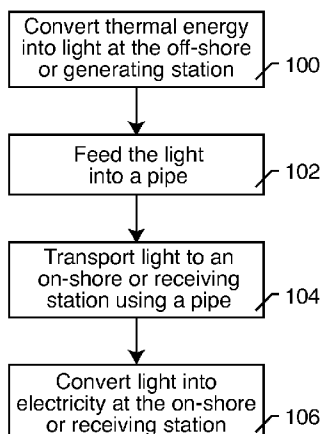 Convert thermal energy
into light at the off-shore
or generating station
100
Feed the light
into a pipe
102
Transport light to an
on-shore or receiving
station using a pipe
104
Convert light into
electricity at the on-shore
or receiving station
106